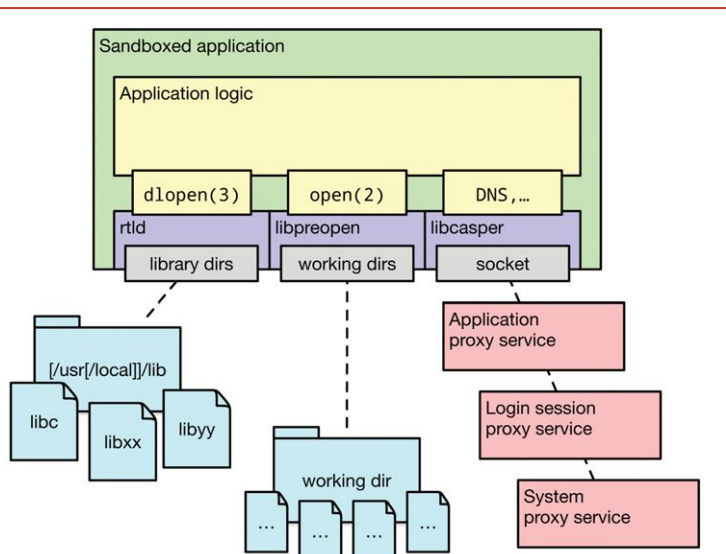 Sandboxed application
Application logic
dlopen(3)
open(2)
DNS,…
rtld
libpreopen
libcasper
library dirs
working dirs
socket
[/usr[/local]]/lib
libc
libxx
libyy
working dir
…
…
…
…
Application
proxy service
Login session
proxy service
System
proxy service